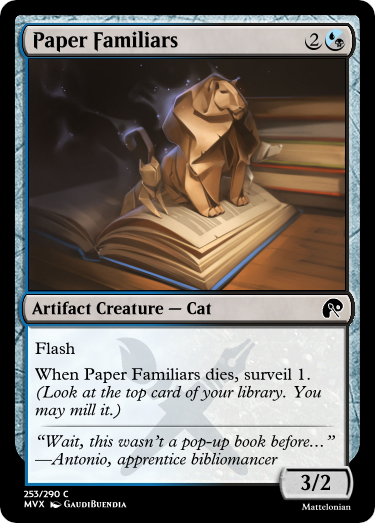 Paper Familiars 2
Artifact Creature — Cat
Flash
When Paper Familiars dies, surveil 1.
(Look at the top card of your library. You
may mill it.)
“Wait, this wasn't a pop-up book before…”
—Antonio, apprentice bibliomancer
3/2
253/290 C
MVX GaudiBuendia
Mattelonian